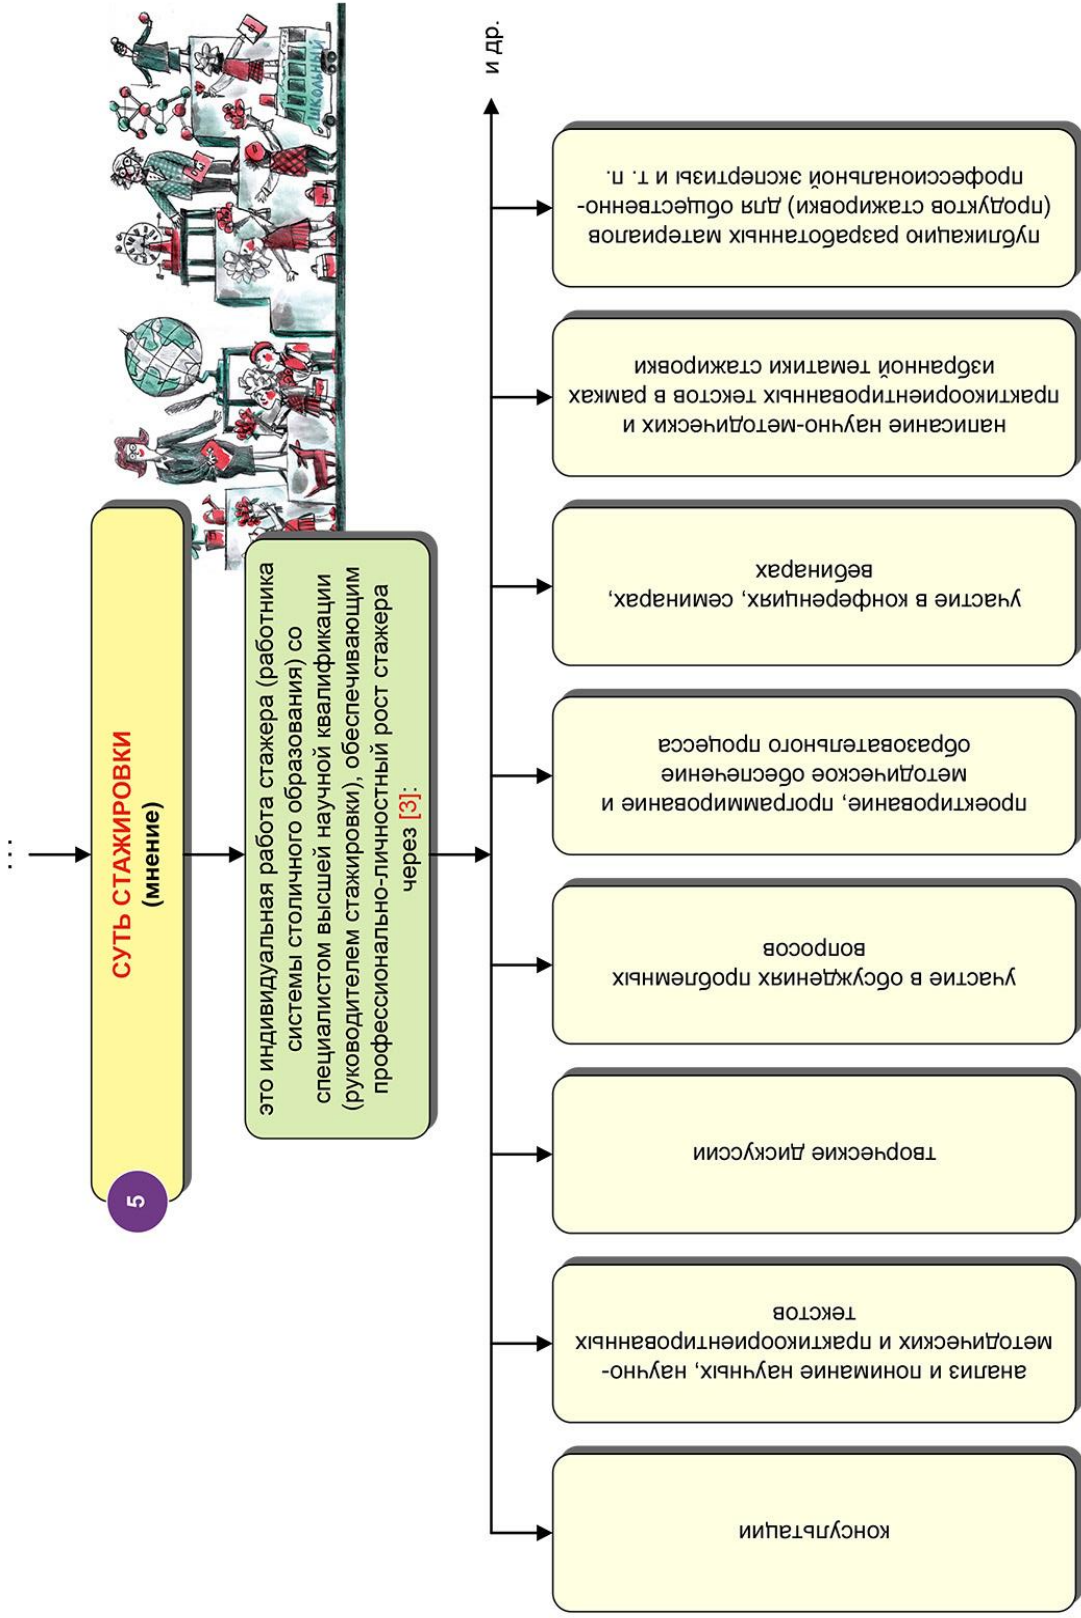 ...
5
СУТЬ СТАЖИРОВКИ
(мнение)
это индивидуальная работа стажера (работника
системы столичного образования) со
специалистом высшей научной квалификации
(руководителем стажировки), обеспечивающим
профессионально-личностный рост стажера
через [3]:
консультации
анализ и понимание научных, научно-
методических и практикоориентированных
текстов
творческие дискуссии
участие в обсуждениях проблемных
вопросов
проектирование, программирование и
методическое обеспечение
образовательного процесса
участие в конференциях, семинарах,
вебинарах
написание научно-методических и
практикоориентированных текстов в рамках
избранной тематики стажировки
публикацию разработанных материалов
(продуктов стажировки) для общественно-
профессиональной экспертизы и т. п.
и др.
ШКОЛЬНЫЙ